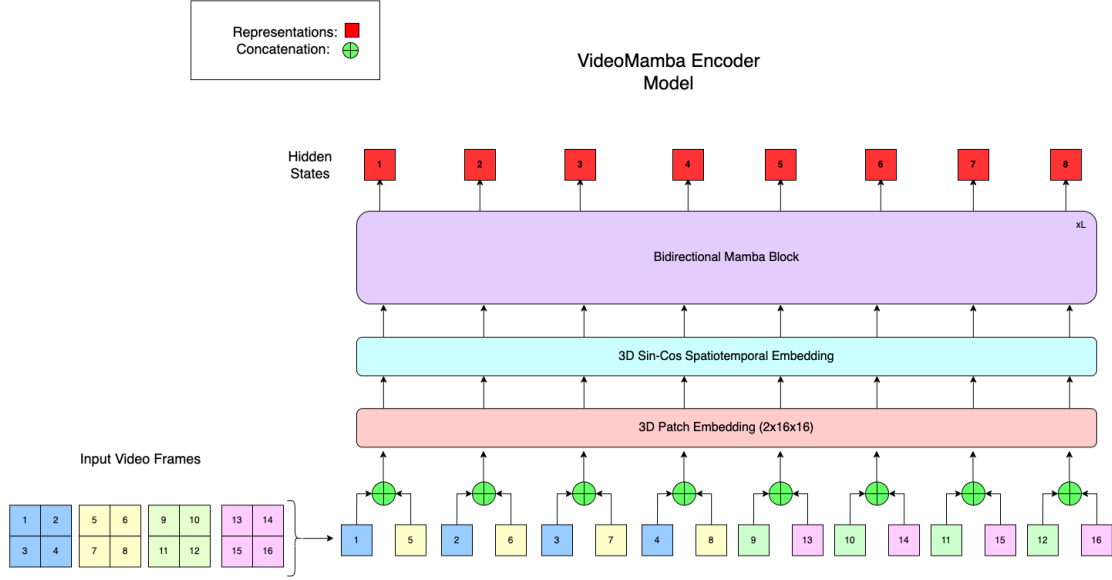 Representations:
Concatenation:
VideoMamba Encoder
Model
Hidden
States
1 2 3 4 5 6 7 8
xL
Bidirectional Mamba Block
3D Sin-Cos Spatiotemporal Embedding
3D Patch Embedding (2x16x16)
Input Video Frames
1 2 5 6 9 10 13 14
3 4 7 8 11 12 15 16
1 5 2 6 3 7 4 8 9 13 10 14 11 15 12 16